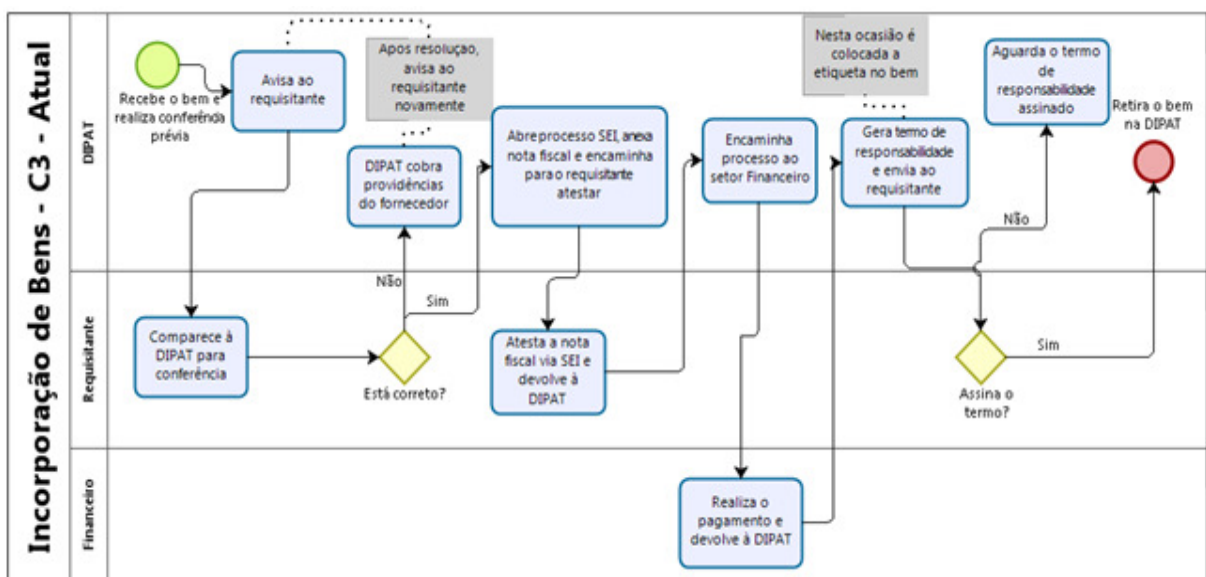 Incorporação de Bens - C3 - Atual
DIPAT
Recebe o bem e
realiza conferência
prévia
Avisa ao
requisitante
Apos resoluçao,
avisa ao
requisitante
novamente
DIPAT cobra
providências
do fornecedor
Abre processo SEI, anexa
nota fiscal e encaminha
para o requisitante
atestar
Encaminha
processo ao
setor Financeiro
Nesta ocasião é
colocada a
etiqueta no bem
Gera termo de
responsabilidade
e envia ao
requisitante
Aguarda o termo
de
responsabilidade
assinado
Retira o bem
na DIPAT
Não
Requisitante
Comparece à
DIPAT para
conferência
Não
Sim
Está correto?
Atesta a nota
fiscal via SEI e
devolve à
DIPAT
Sim
Assina o
termo?
Financeiro
Realiza o
pagamento e
devolve à DIPAT